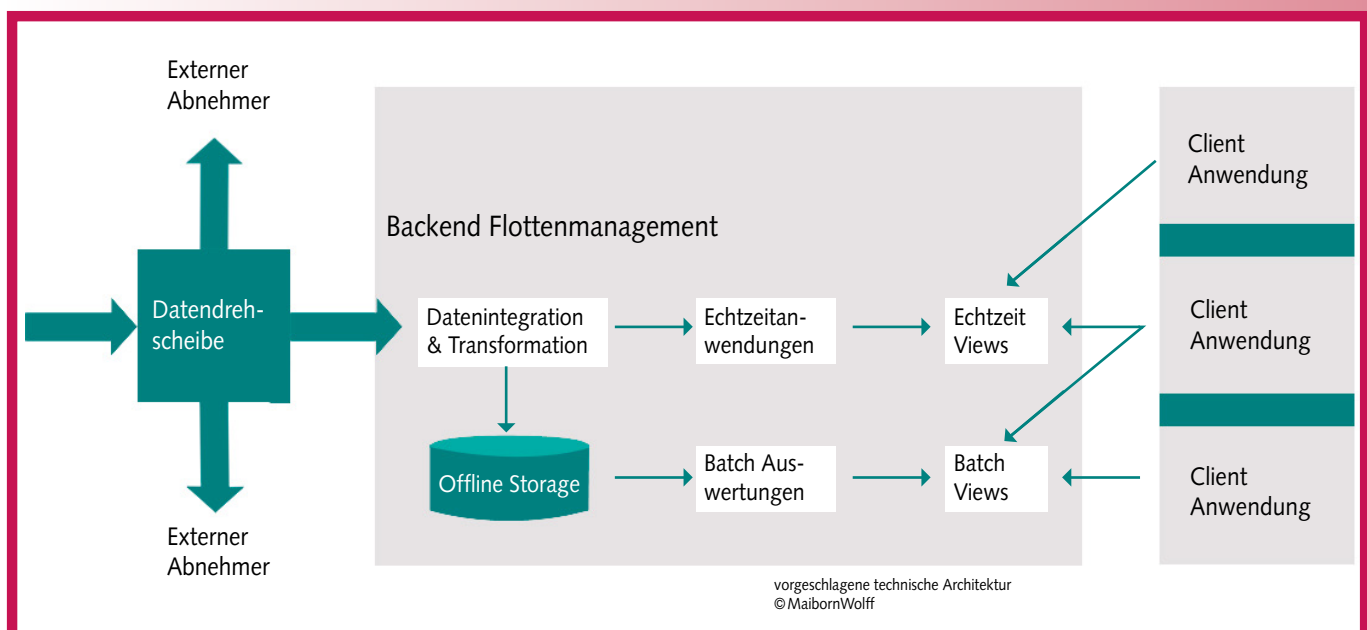 Externer
Abnehmer
Client
Anwendung
Backend Flottenmanagement
Datendreh-
scheibe
Datenintegration
& Transformation
Echtzeitan-
wendungen
Echtzeit
Views
Client
Anwendung
Offline Storage
Batch Aus-
wertungen
Batch
Views
Client
Anwendung
Externer
Abnehmer
vorgeschlagene technische Architektur
© MaibornWolff